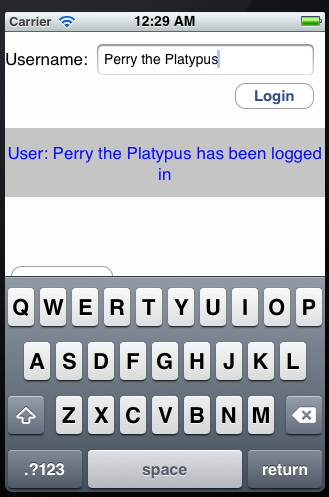 Carrier 12:29 AM
Username: Perry the Platypus
Login
User: Perry the Platypus has been logged
in
Q W E R T Y U I O P
A S D F G H J K L
Z X C V B N M
.?123 space return